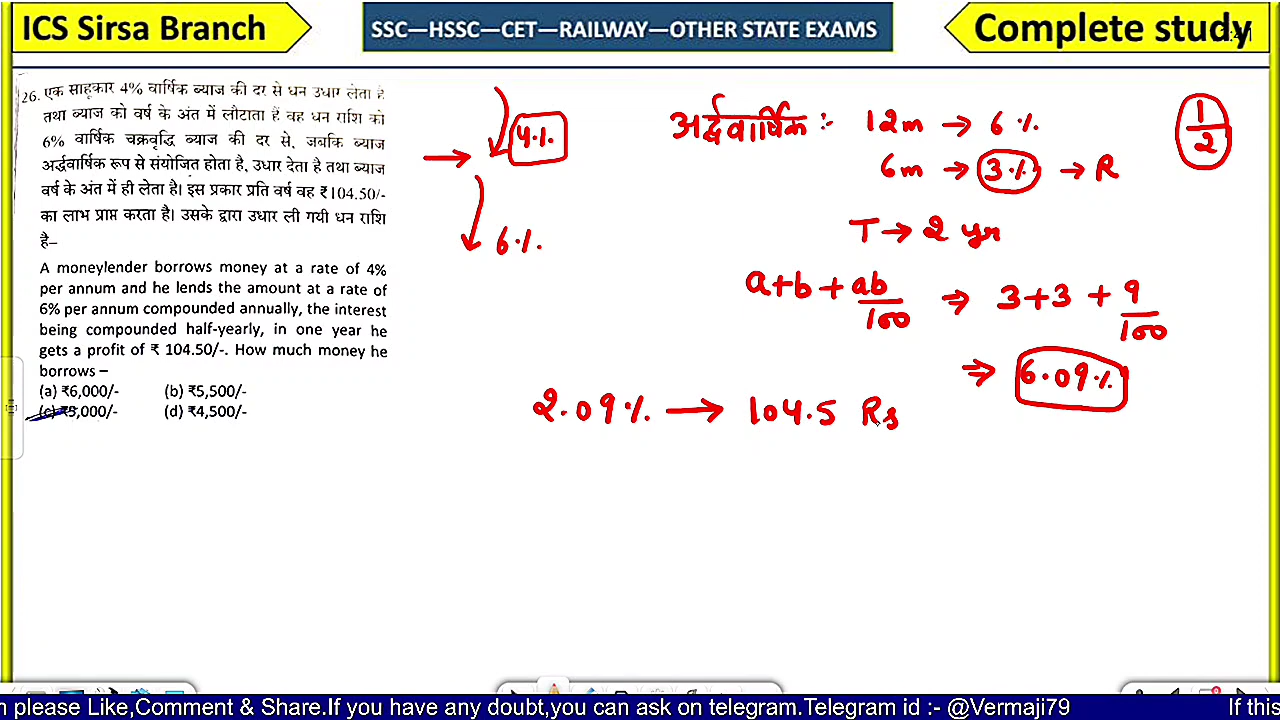 ICS Sirsa Branch
SSC—HSSC—CET—RAILWAY—OTHER STATE EXAMS
Complete study
26. एक साहूकार 4% वार्षिक ब्याज की दर से धन उधार लेता है
तथा ब्याज को वर्ष के अंत में लौटाता है वह धन राशि को
6% वार्षिक चक्रवृद्धि ब्याज की दर से, जबकि ब्याज
अर्द्धवार्षिक रूप से संयोजित होता है, उधार देता है तथा ब्याज
वर्ष के अंत में ही लेता है। इस प्रकार प्रति वर्ष वह ₹104.50/-
का लाभ प्राप्त करता है। उसके द्वारा उधार ली गयी धन राशि
है–
A moneylender borrows money at a rate of 4%
per annum and he lends the amount at a rate of
6% per annum compounded annually, the interest
being compounded half-yearly, in one year he
gets a profit of ₹ 104.50/-. How much money he
borrows –
(a) ₹6,000/- (b) ₹5,500/-
(c) ₹5,000/- (d) ₹4,500/-
→ 4%
6%
अर्द्धवार्षिक :- 12m → 6%
6m → 3% → R
1/2
T → 2 yr
a+b+ab/100 ⇒ 3+3+9/100
⇒ 6.09%
2.09% → 104.5 Rs
please Like,Comment & Share.If you have any doubt,you can ask on telegram.Telegram id :- @Vermaji79
If this